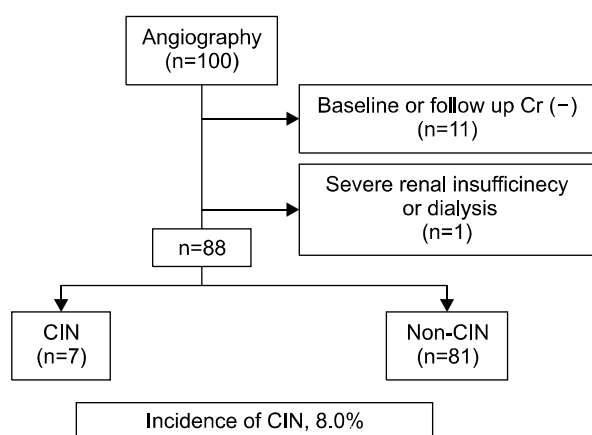 Angiography
(n=100)
Baseline or follow up Cr (−)
(n=11)
Severe renal insufficinecy
or dialysis
(n=1)
n=88
CIN
(n=7)
Non-CIN
(n=81)
Incidence of CIN, 8.0%